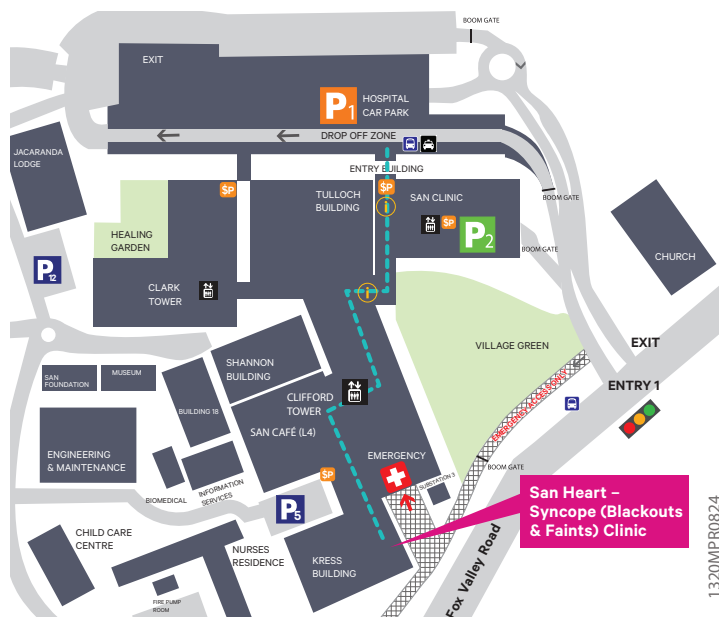 BOOM GATE
EXIT
P1
HOSPITAL
CAR PARK
DROP OFF ZONE
JACARANDA
LODGE
ENTRY BUILDING
$P
$P
TULLOCH
BUILDING
SAN CLINIC
i
$P
P2
BOOM GATE
HEALING
GARDEN
BOOM GATE
CHURCH
P12
CLARK
TOWER
i
VILLAGE GREEN
EXIT
ENTRY 1
SHANNON
BUILDING
SAN
FOUNDATION
MUSEUM
BUILDING 18
CLIFFORD
TOWER
SAN CAFÉ (L4)
EMERGENCY ACCESS ONLY
ENGINEERING
& MAINTENANCE
EMERGENCY
BOOM GATE
$P
SUBSTATION 3
BIOMEDICAL
INFORMATION
SERVICES
P5
San Heart –
Syncope (Blackouts
& Faints) Clinic
CHILD CARE
CENTRE
NURSES
RESIDENCE
KRESS
BUILDING
Fox Valley Road
FIRE PUMP
ROOM
1320MPR0824